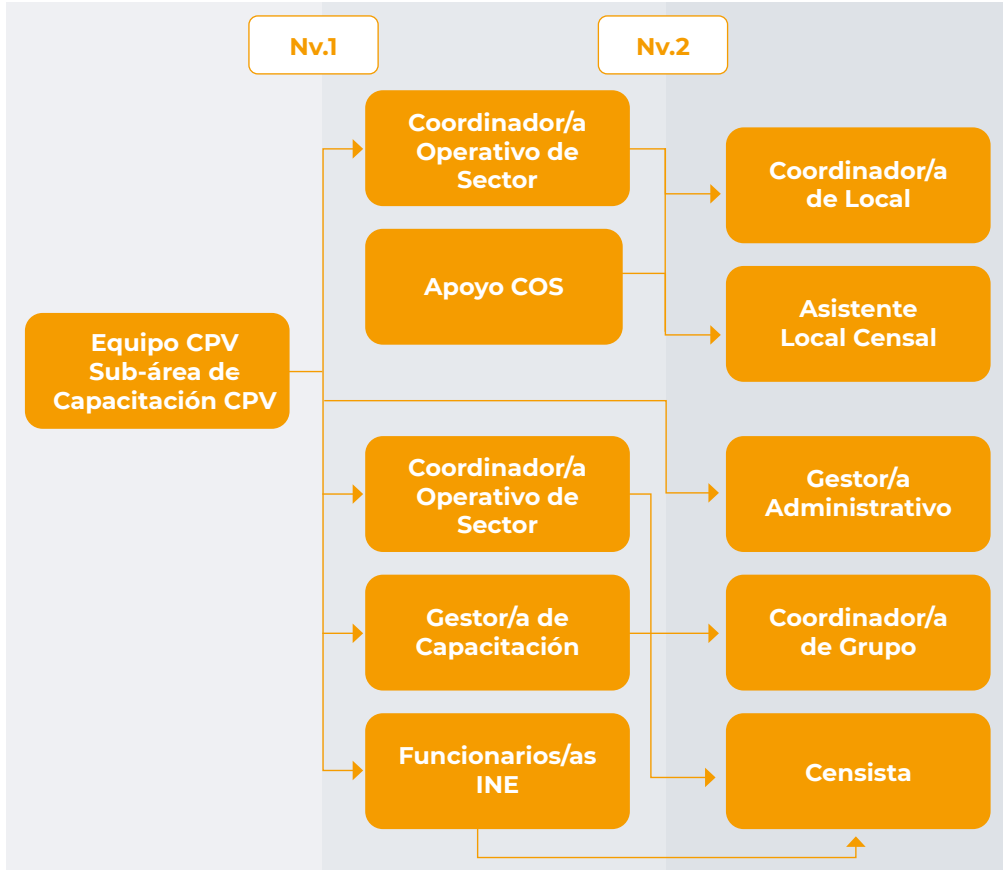 Nv.1
Nv.2
Equipo CPV
Sub-área de
Capacitación CPV
Coordinador/a
Operativo de
Sector
Apoyo COS
Coordinador/a
Operativo de
Sector
Gestor/a de
Capacitación
Funcionarios/as
INE
Coordinador/a
de Local
Asistente
Local Censal
Gestor/a
Administrativo
Coordinador/a
de Grupo
Censista